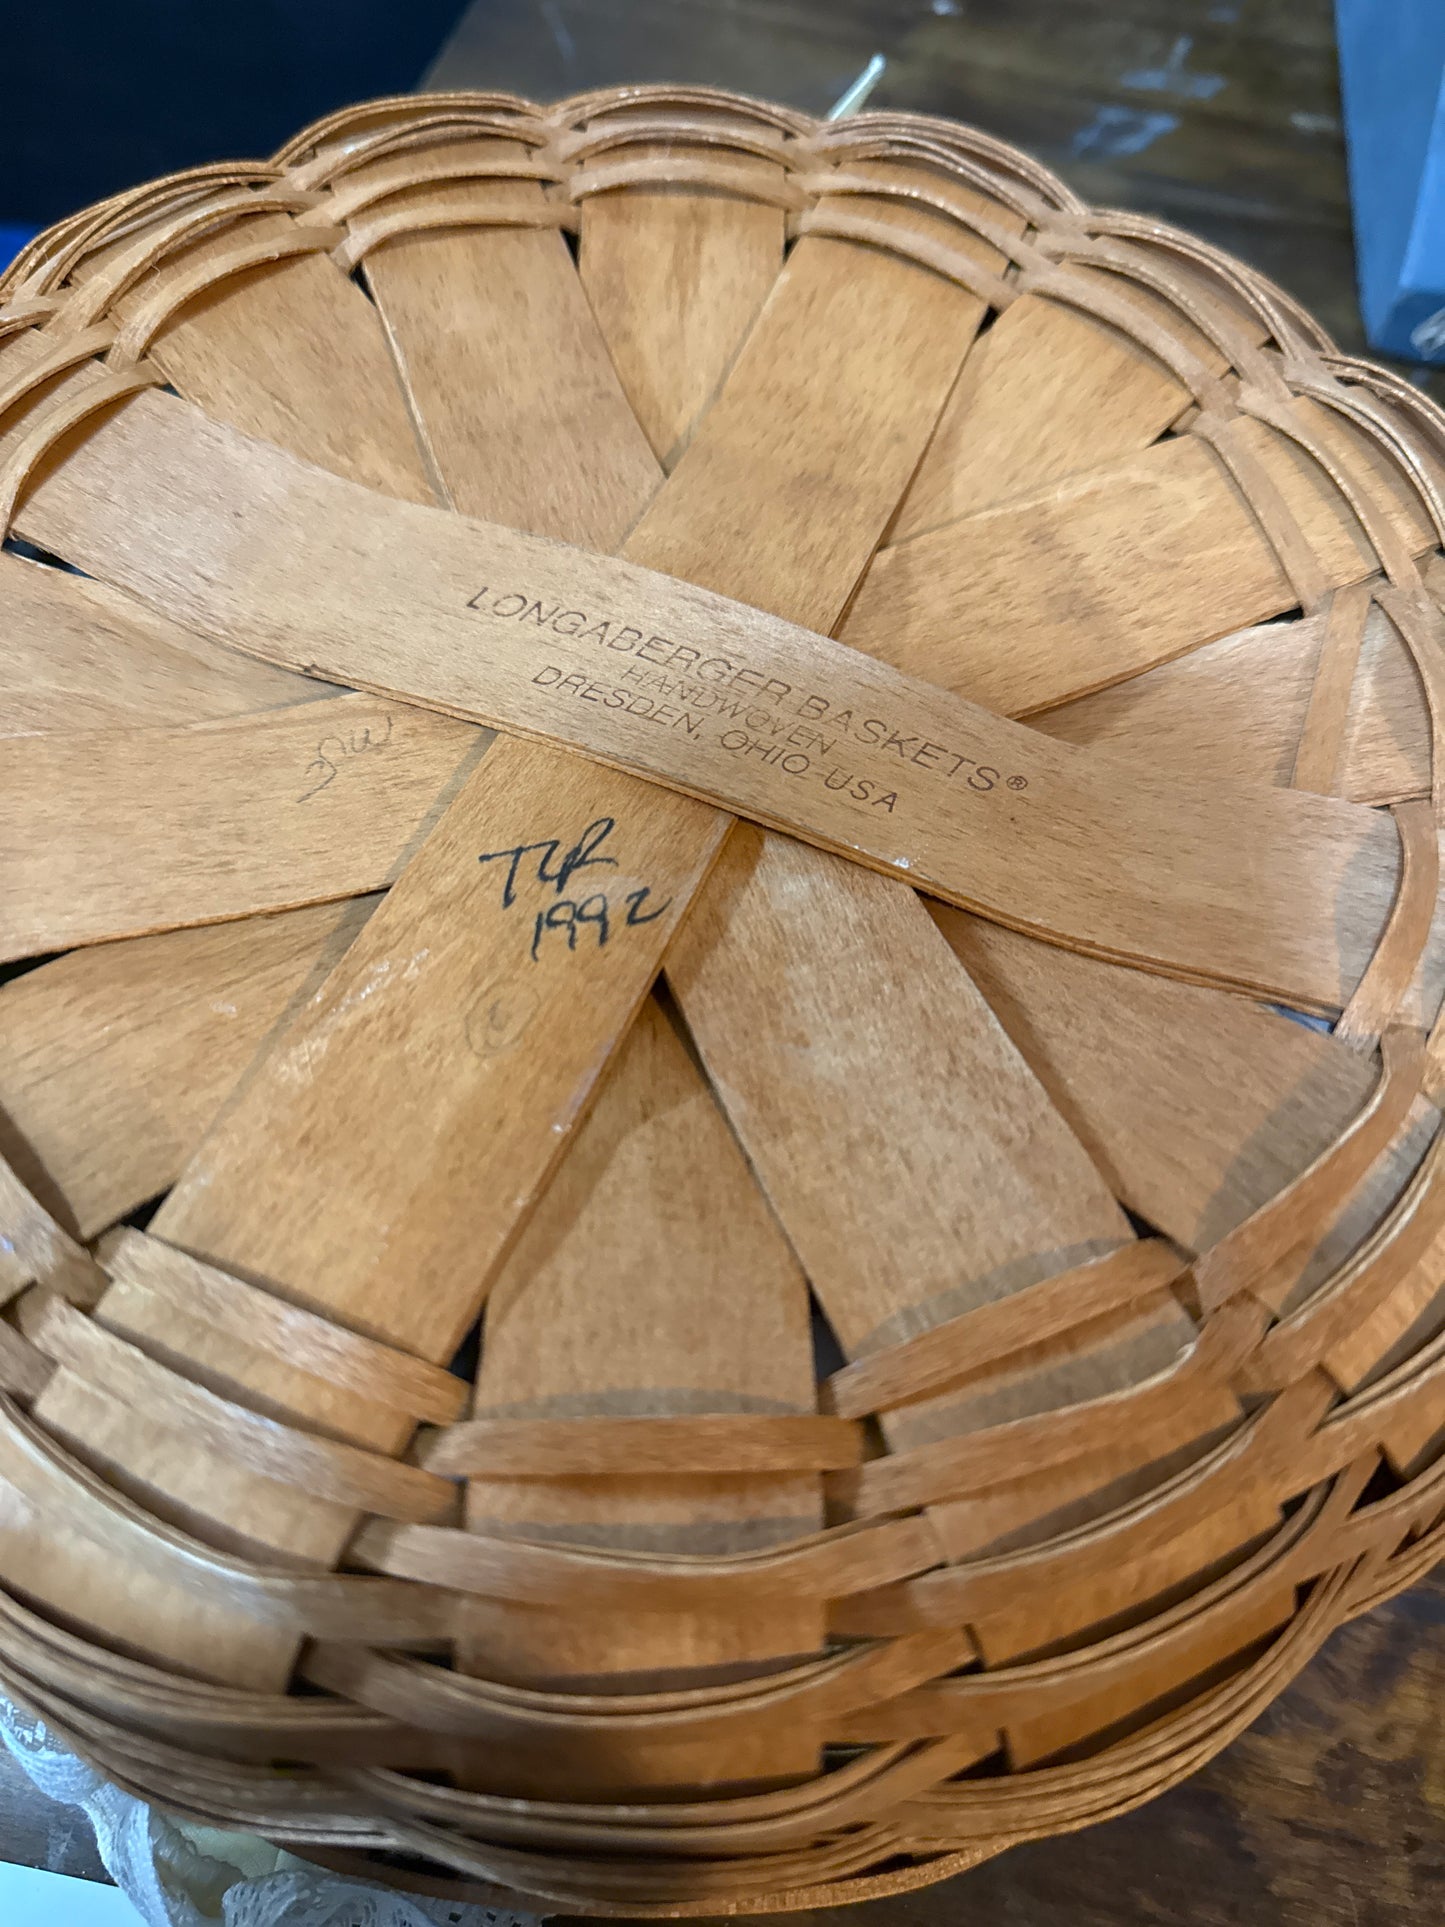 LONGABERGER BASKETS®
HANDWOVEN
DRESDEN, OHIO USA
1992